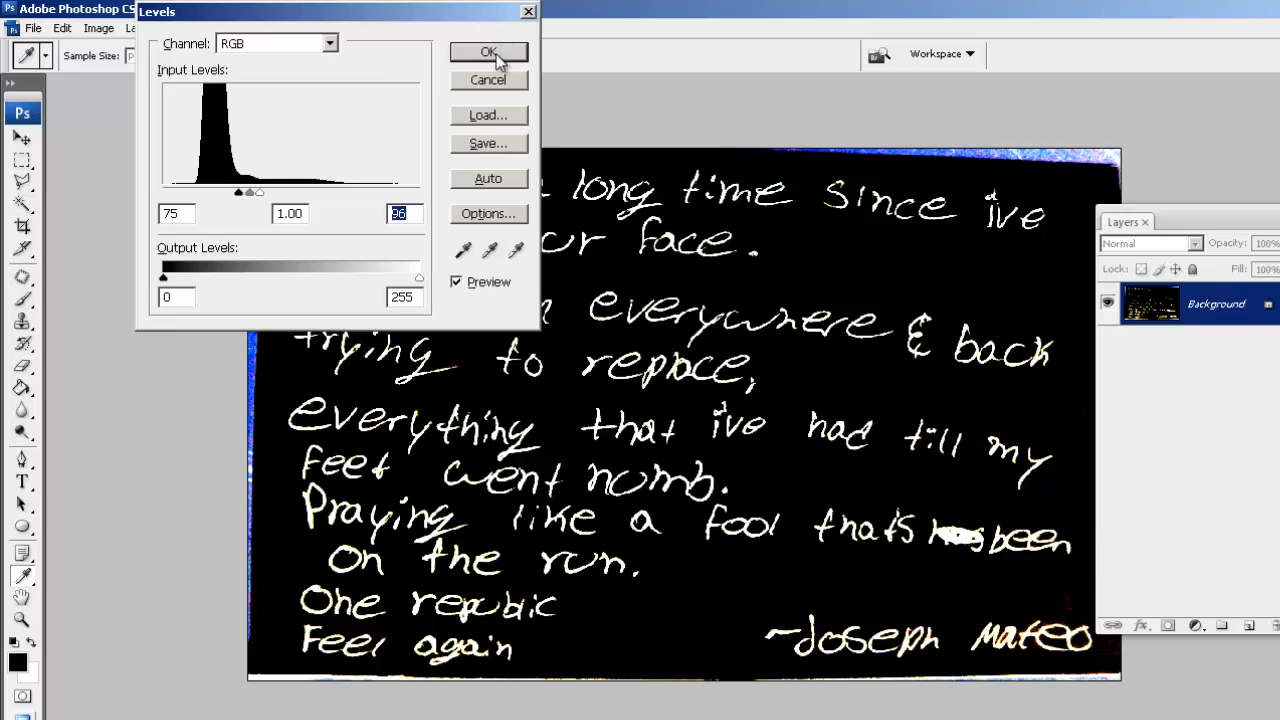 Adobe Photoshop CS
Levels
File Edit Image
Sample Size:
Workspace
Channel: RGB
OK
Input Levels:
Cancel
Load...
Save...
Auto
75 1.00 96
Options...
Output Levels:
Preview
0 255
Ps
T
long time since ive
face.
everywhere & back
trying to replace,
everything that ive had till my
feet went numb.
Praying like a fool thats been
on the run.
One repubic
Feel again
~Joseph Mateo
Layers
Normal Opacity: 100%
Lock: Fill: 100%
Background
fx